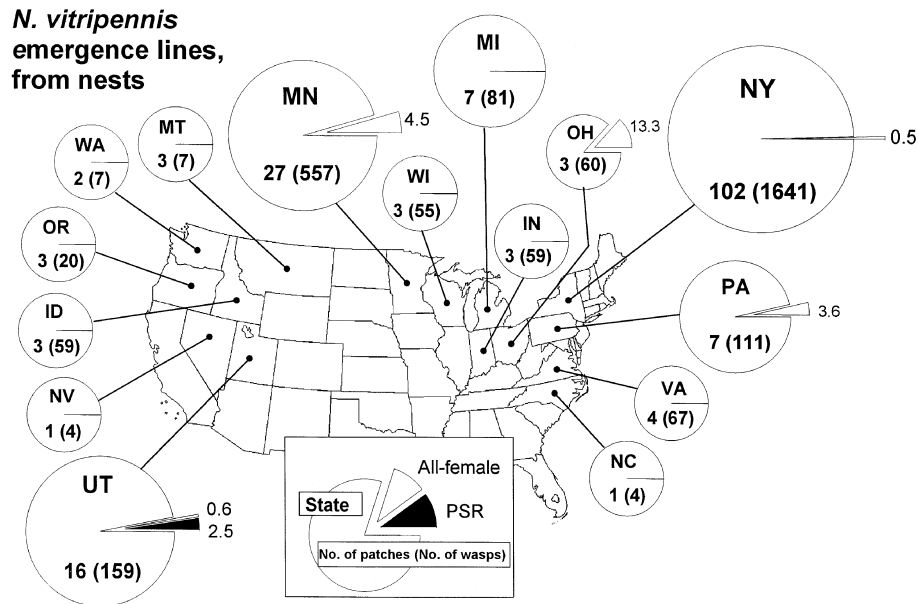 N. vitripennis
emergence lines,
from nests
MI
7 (81)
MN
4.5
27 (557)
NY
0.5
102 (1641)
OH
13.3
3 (60)
MT
3 (7)
WA
2 (7)
WI
3 (55)
IN
3 (59)
OR
3 (20)
ID
3 (59)
PA
3.6
7 (111)
NV
1 (4)
VA
4 (67)
NC
1 (4)
UT
0.6
2.5
16 (159)
All-female
State
PSR
No. of patches (No. of wasps)